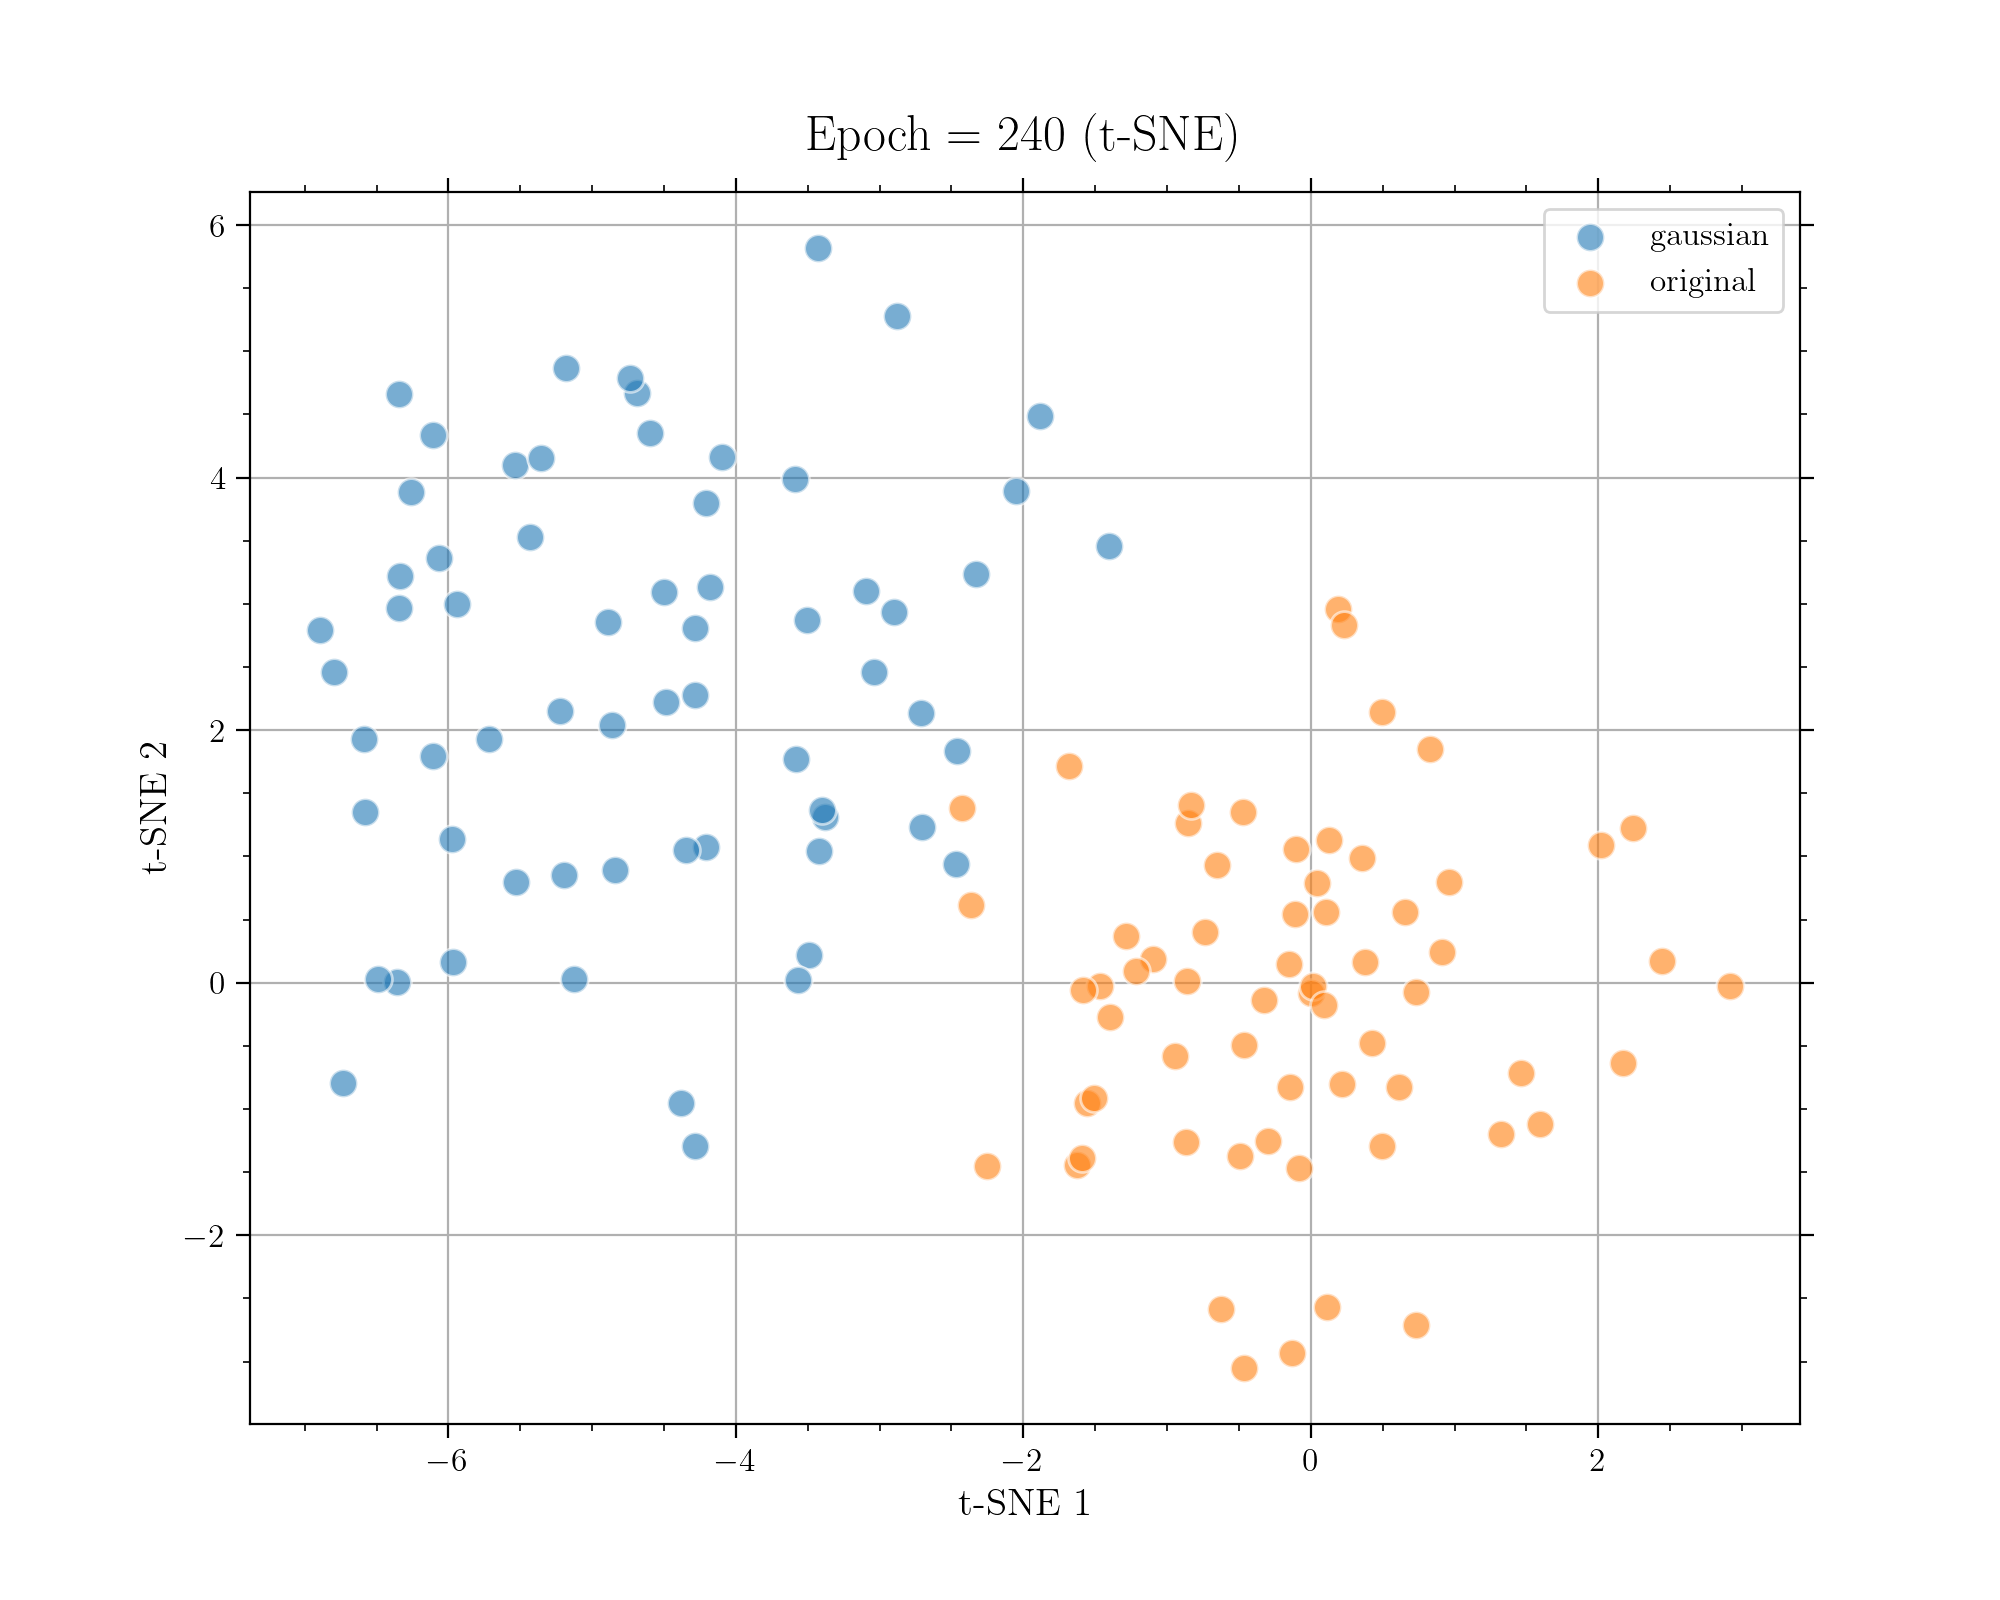 Epoch = 240 (t-SNE)
gaussian
original
6
4
2
0
−2
t-SNE 2
−6
−4
−2
0
2
t-SNE 1